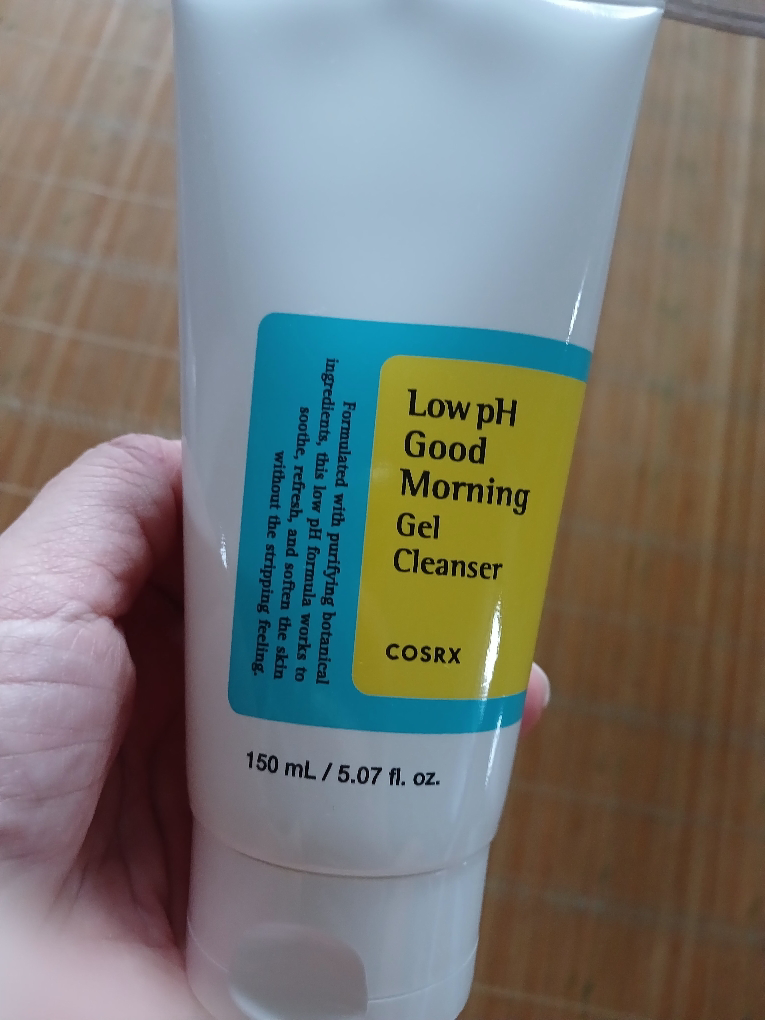 Low pH
Good
Morning
Gel
Cleanser
COSRX
Formulated with purifying botanical
ingredients, this low pH formula works to
soothe, refresh, and soften the skin
without the stripping feeling.
150 mL / 5.07 fl. oz.